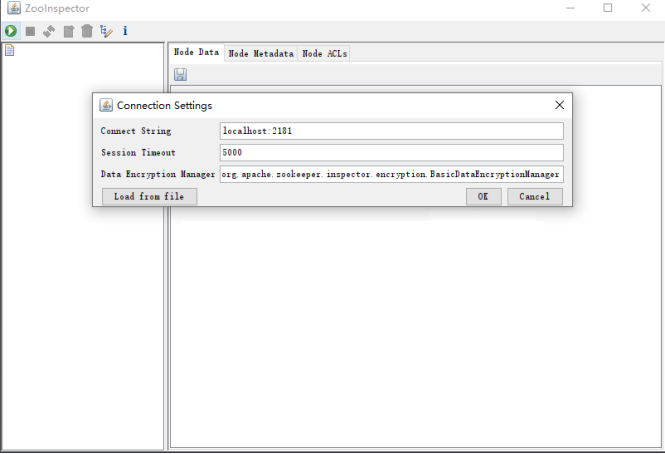 ZooInspector
Node Data Node Metadata Node ACLs
Connection Settings
Connect String localhost:2181
Session Timeout 5000
Data Encryption Manager org.apache.zookeeper.inspector.encryption.BasicDataEncryptionManager
Load from file OK Cancel